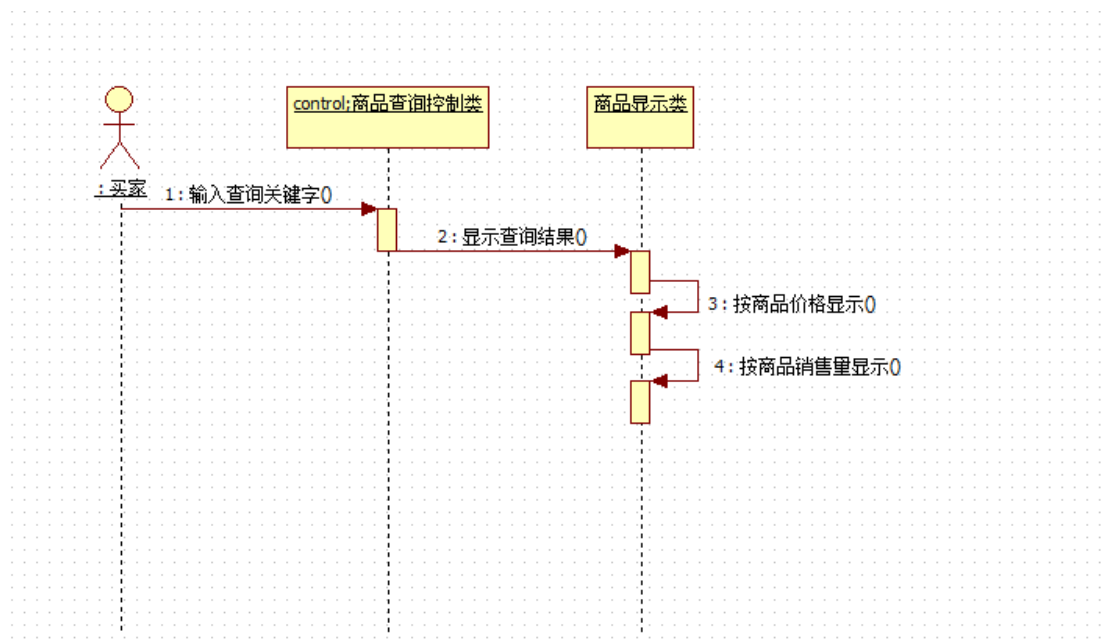 control;商品查询控制类
商品显示类
:买家
1:输入查询关键字()
2:显示查询结果()
3:按商品价格显示()
4:按商品销售量显示()